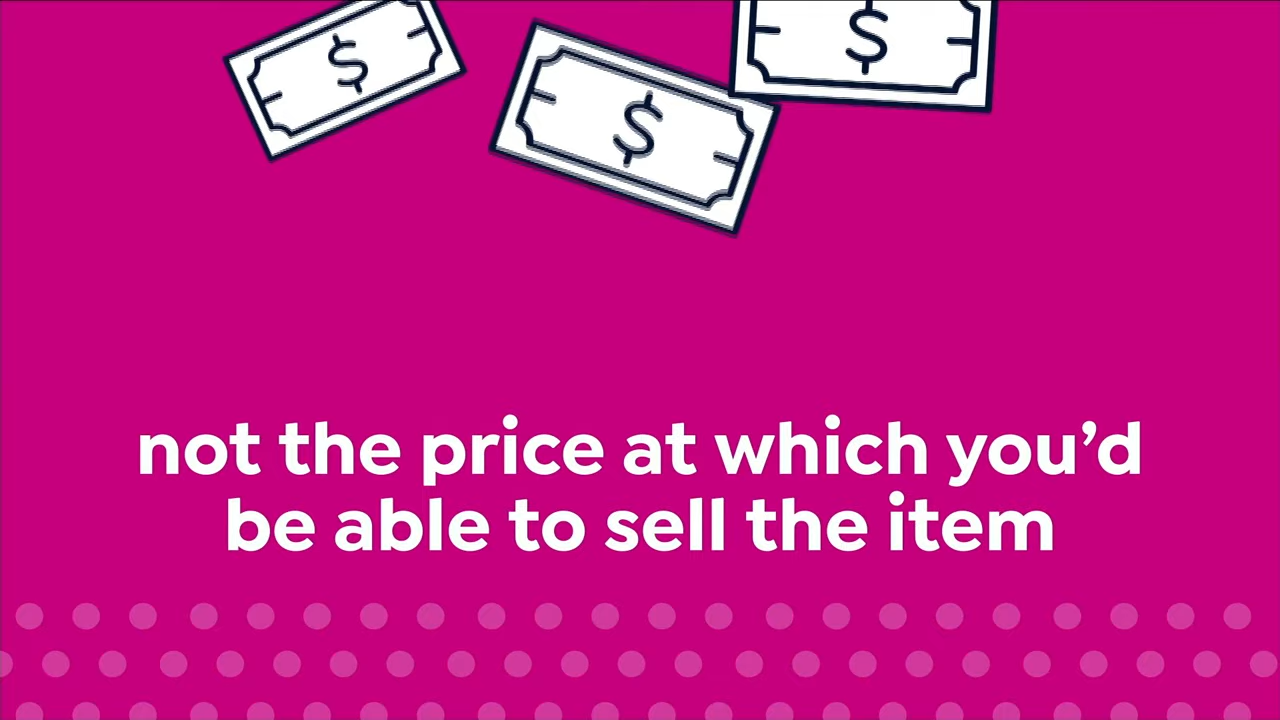 $
$
$
not the price at which you’d
be able to sell the item